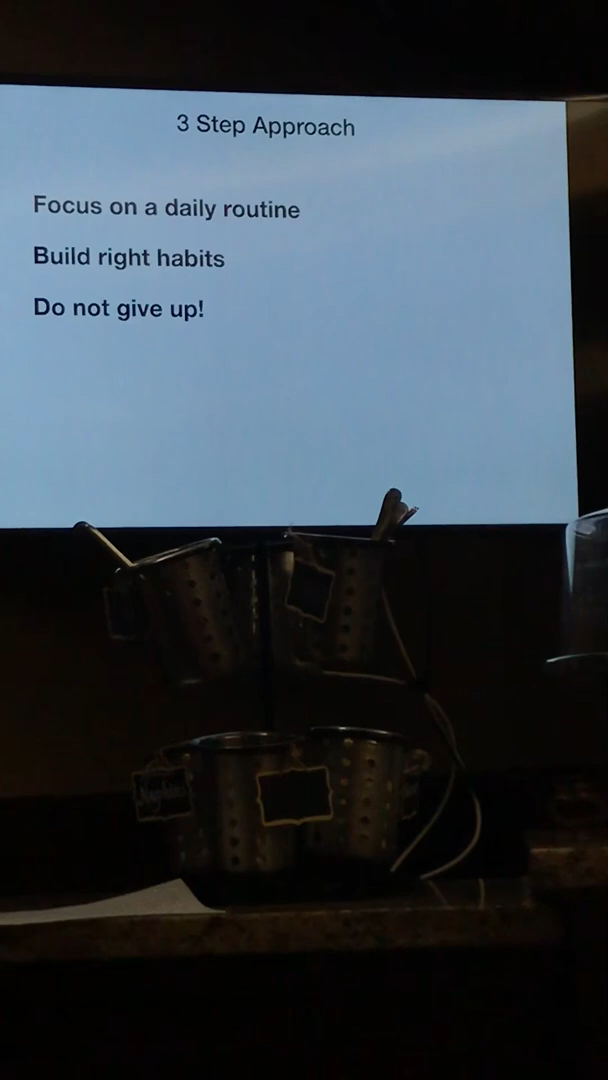 3 Step Approach
Focus on a daily routine
Build right habits
Do not give up!